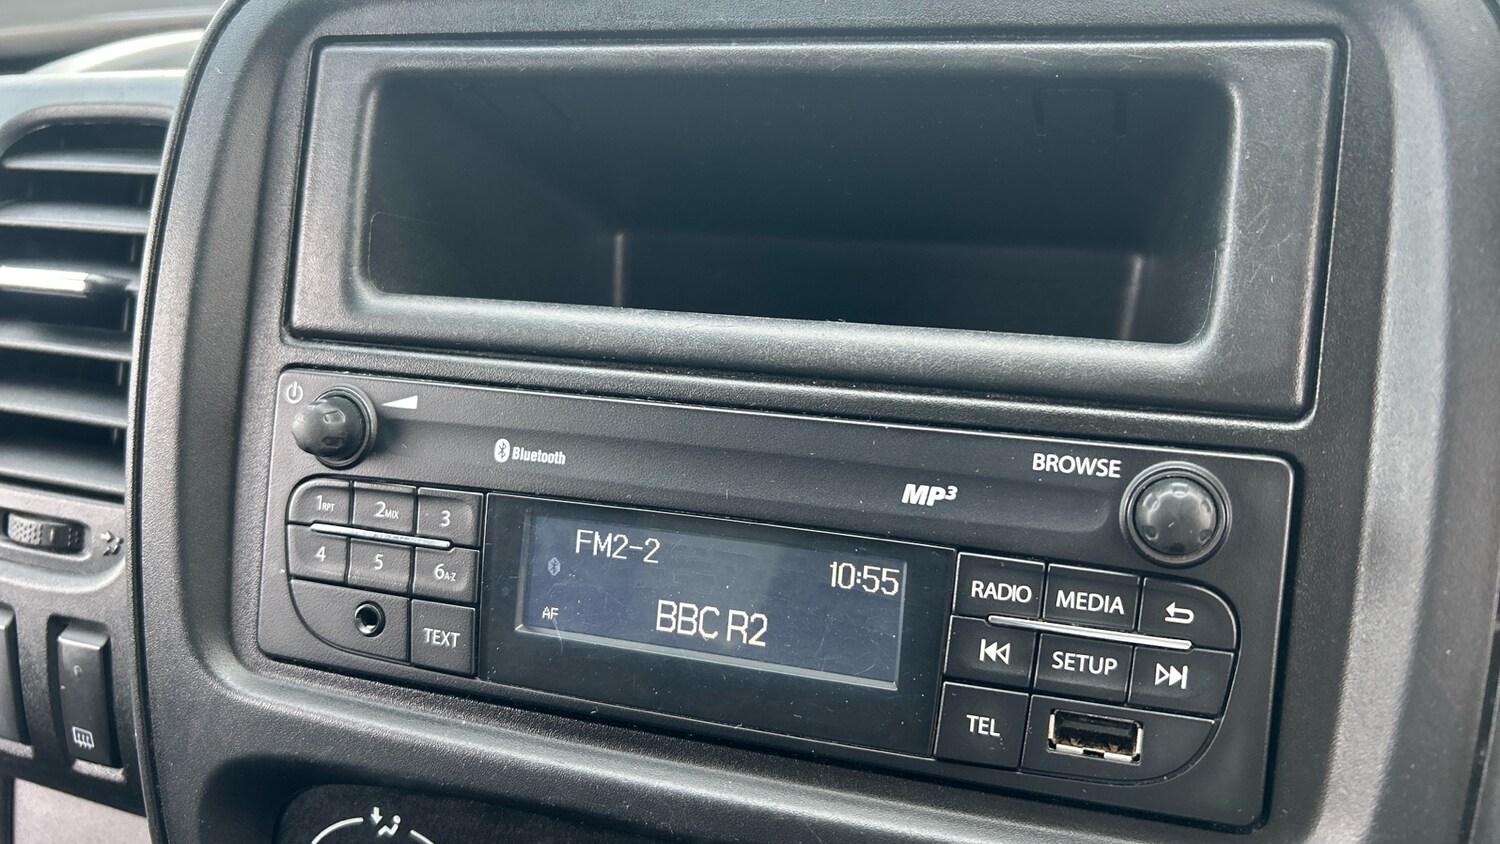 Bluetooth
BROWSE
MP3
1RPT
2MIX
3
4
5
6A-Z
TEXT
FM2-2
10:55
AF
BBC R2
RADIO
MEDIA
SETUP
TEL